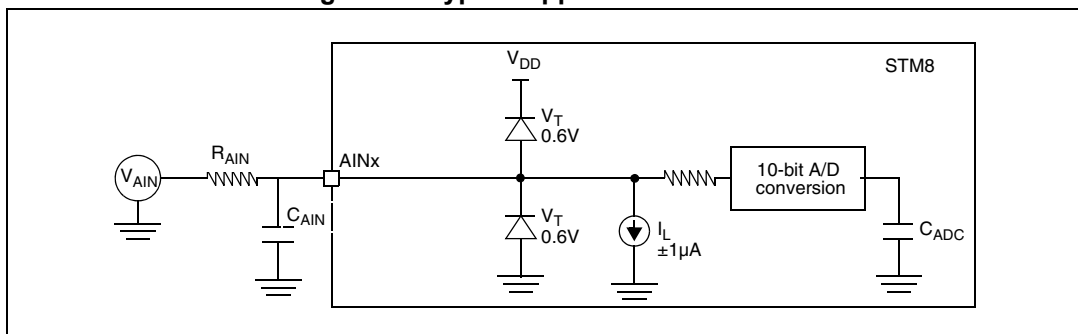 V_DD
STM8
V_T
0.6V
R_AIN
AINx
V_AIN
10-bit A/D
conversion
C_AIN
V_T
0.6V
I_L
±1µA
C_ADC